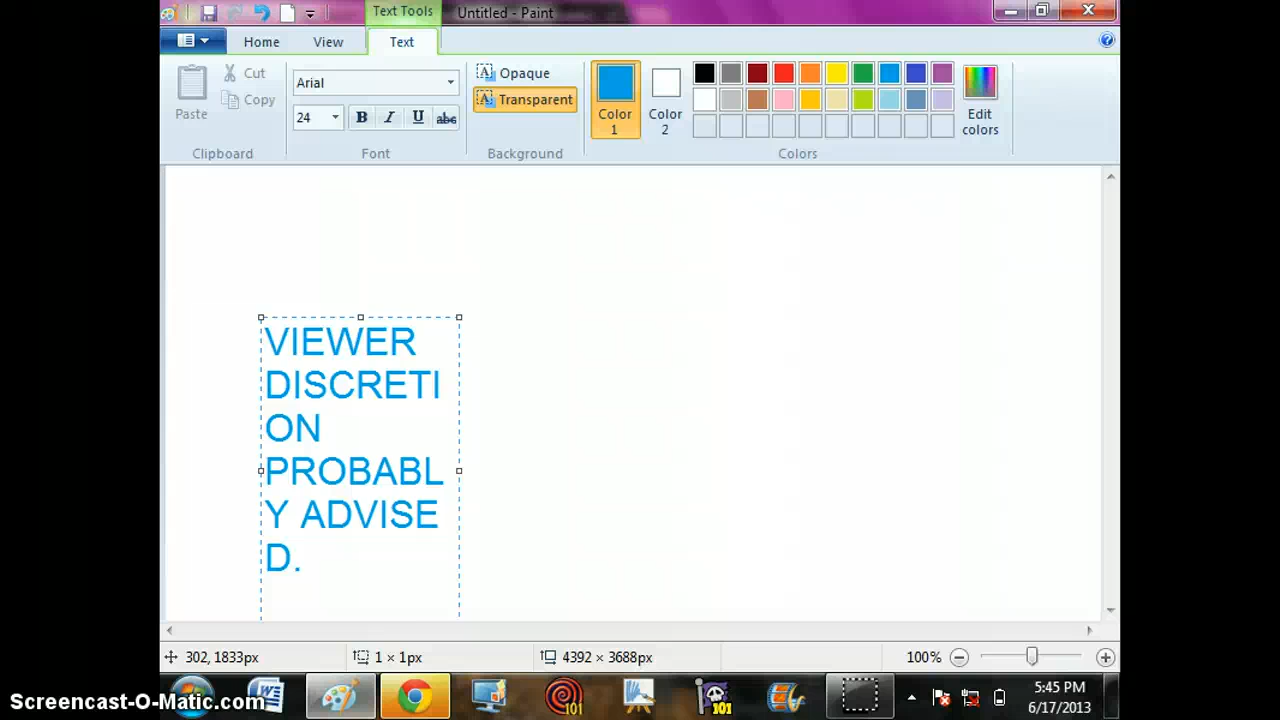 Text Tools
Untitled - Paint
Home
View
Text
Paste
Cut
Copy
Clipboard
Arial
24
B I U abc
Font
Opaque
Transparent
Background
Color 1
Color 2
Edit colors
Colors
VIEWER
DISCRETI
ON
PROBABL
Y ADVISE
D.
302, 1833px
1 × 1px
4392 × 3688px
100%
101
101
5:45 PM
6/17/2013
Screencast-O-Matic.com